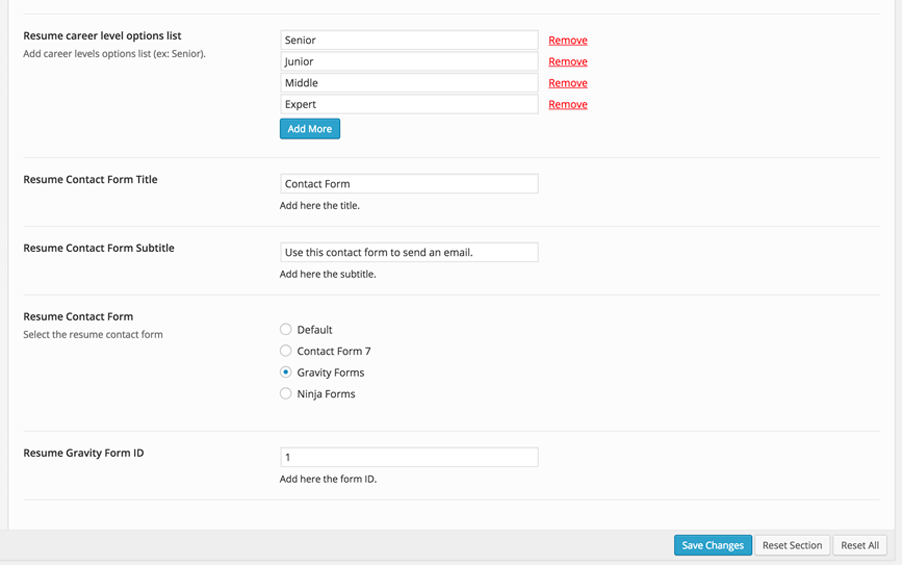 Resume career level options list
Add career levels options list (ex: Senior).
Senior Remove
Junior Remove
Middle Remove
Expert Remove
Add More
Resume Contact Form Title
Contact Form
Add here the title.
Resume Contact Form Subtitle
Use this contact form to send an email.
Add here the subtitle.
Resume Contact Form
Select the resume contact form
Default
Contact Form 7
Gravity Forms
Ninja Forms
Resume Gravity Form ID
1
Add here the form ID.
Save Changes Reset Section Reset All